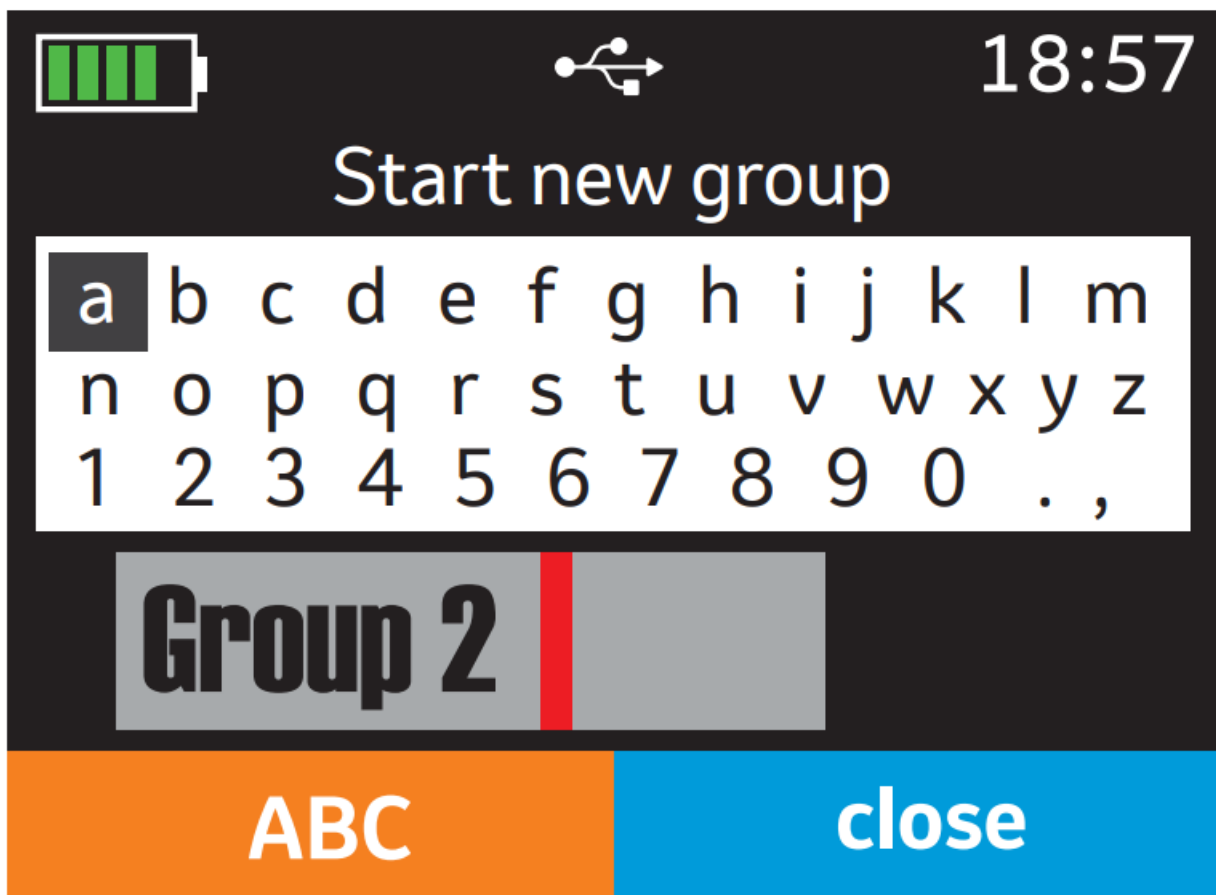 18:57
Start new group
a b c d e f g h i j k l m
n o p q r s t u v w x y z
1 2 3 4 5 6 7 8 9 0 . ,
Group 2
ABC close